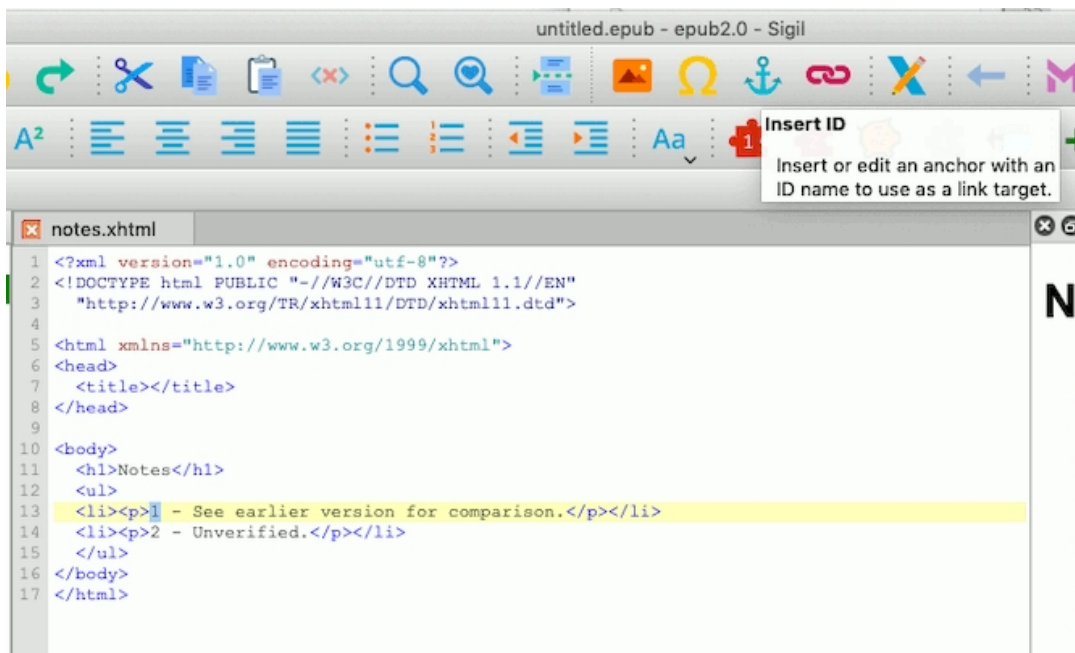 untitled.epub - epub2.0 - Sigil
A²
Aa
1
Insert ID
Insert or edit an anchor with an
ID name to use as a link target.
notes.xhtml
1 <?xml version="1.0" encoding="utf-8"?>
2 <!DOCTYPE html PUBLIC "-//W3C//DTD XHTML 1.1//EN"
3 "http://www.w3.org/TR/xhtml11/DTD/xhtml11.dtd">
4
5 <html xmlns="http://www.w3.org/1999/xhtml">
6 <head>
7 <title></title>
8 </head>
9
10 <body>
11 <h1>Notes</h1>
12 <ul>
13 <li><p>1 - See earlier version for comparison.</p></li>
14 <li><p>2 - Unverified.</p></li>
15 </ul>
16 </body>
17 </html>
N